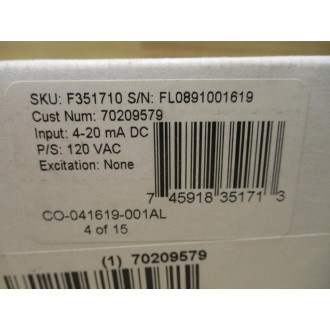 SKU: F351710 S/N: FL0891001619
Cust Num: 70209579
Input: 4-20 mA DC
P/S: 120 VAC
Excitation: None
7 45918 35171 3
CO-041619-001AL
4 of 15
(1) 70209579